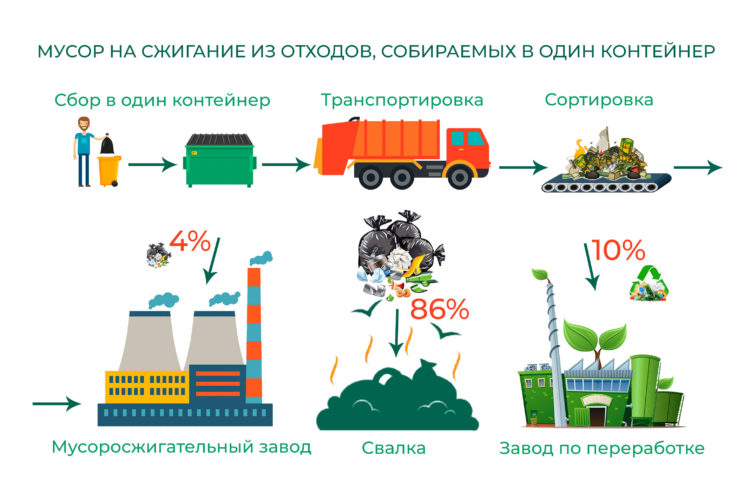 МУСОР НА СЖИГАНИЕ ИЗ ОТХОДОВ, СОБИРАЕМЫХ В ОДИН КОНТЕЙНЕР
Сбор в один контейнер
Транспортировка
Сортировка
4%
86%
10%
Мусоросжигательный завод
Свалка
Завод по переработке